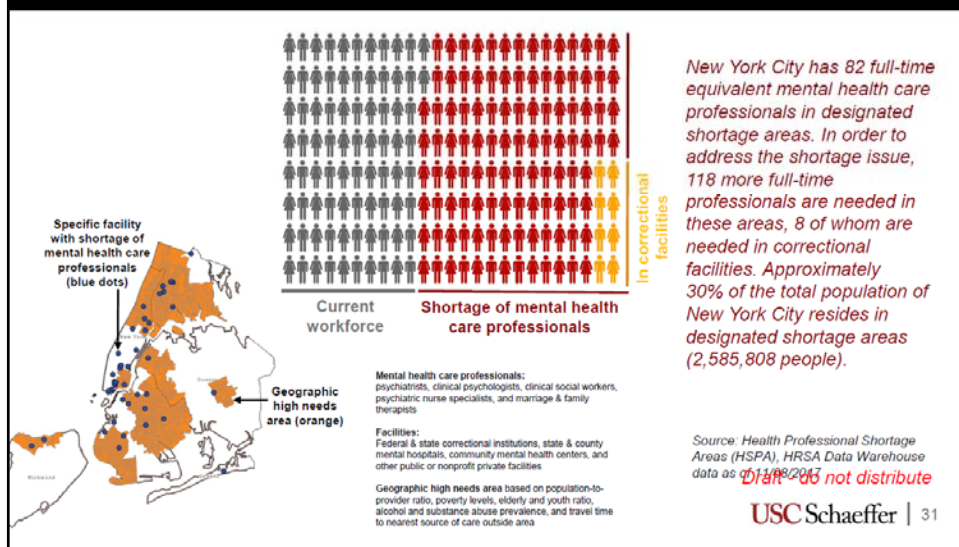 New York City has 82 full-time
equivalent mental health care
professionals in designated
shortage areas. In order to
address the shortage issue,
118 more full-time
professionals are needed in
these areas, 8 of whom are
needed in correctional
facilities. Approximately
30% of the total population of
New York City resides in
designated shortage areas
(2,585,808 people).
In correctional
facilities
Current
workforce
Shortage of mental health
care professionals
Specific facility
with shortage of
mental health care
professionals
(blue dots)
Geographic
high needs
area (orange)
Richmond
Mental health care professionals:
psychiatrists, clinical psychologists, clinical social workers,
psychiatric nurse specialists, and marriage & family
therapists
Facilities:
Federal & state correctional institutions, state & county
mental hospitals, community mental health centers, and
other public or nonprofit private facilities
Geographic high needs area based on population-to-
provider ratio, poverty levels, elderly and youth ratio,
alcohol and substance abuse prevalence, and travel time
to nearest source of care outside area
Source: Health Professional Shortage
Areas (HSPA), HRSA Data Warehouse
data as of 11/08/2017
Draft - do not distribute
USC Schaeffer | 31